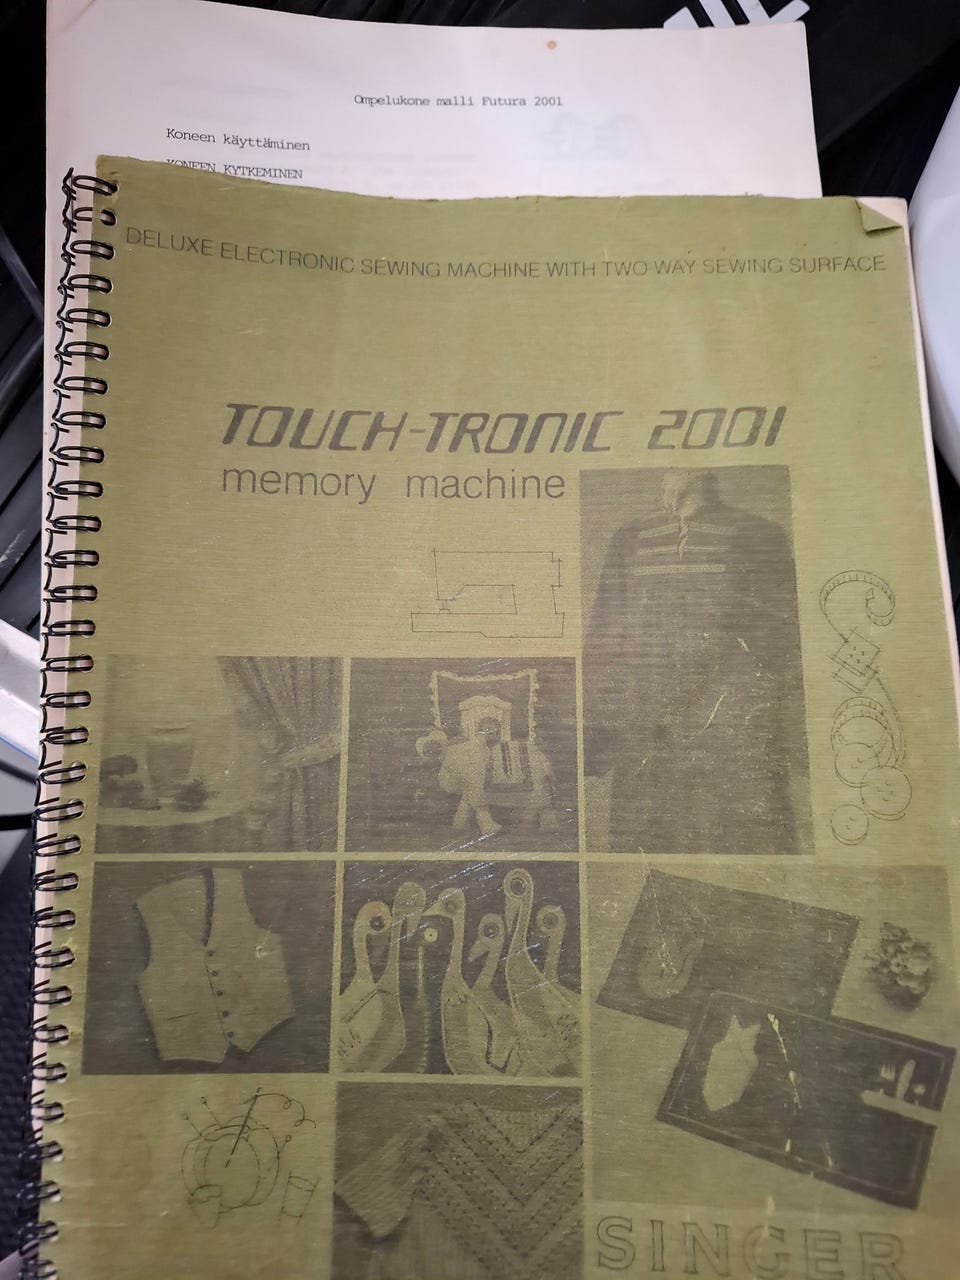 Ompelukone malli Futura 2001
Koneen käyttäminen
KONEEN KYTKEMINEN
DELUXE ELECTRONIC SEWING MACHINE WITH TWO WAY SEWING SURFACE
TOUCH-TRONIC 2001
memory machine
SINGER